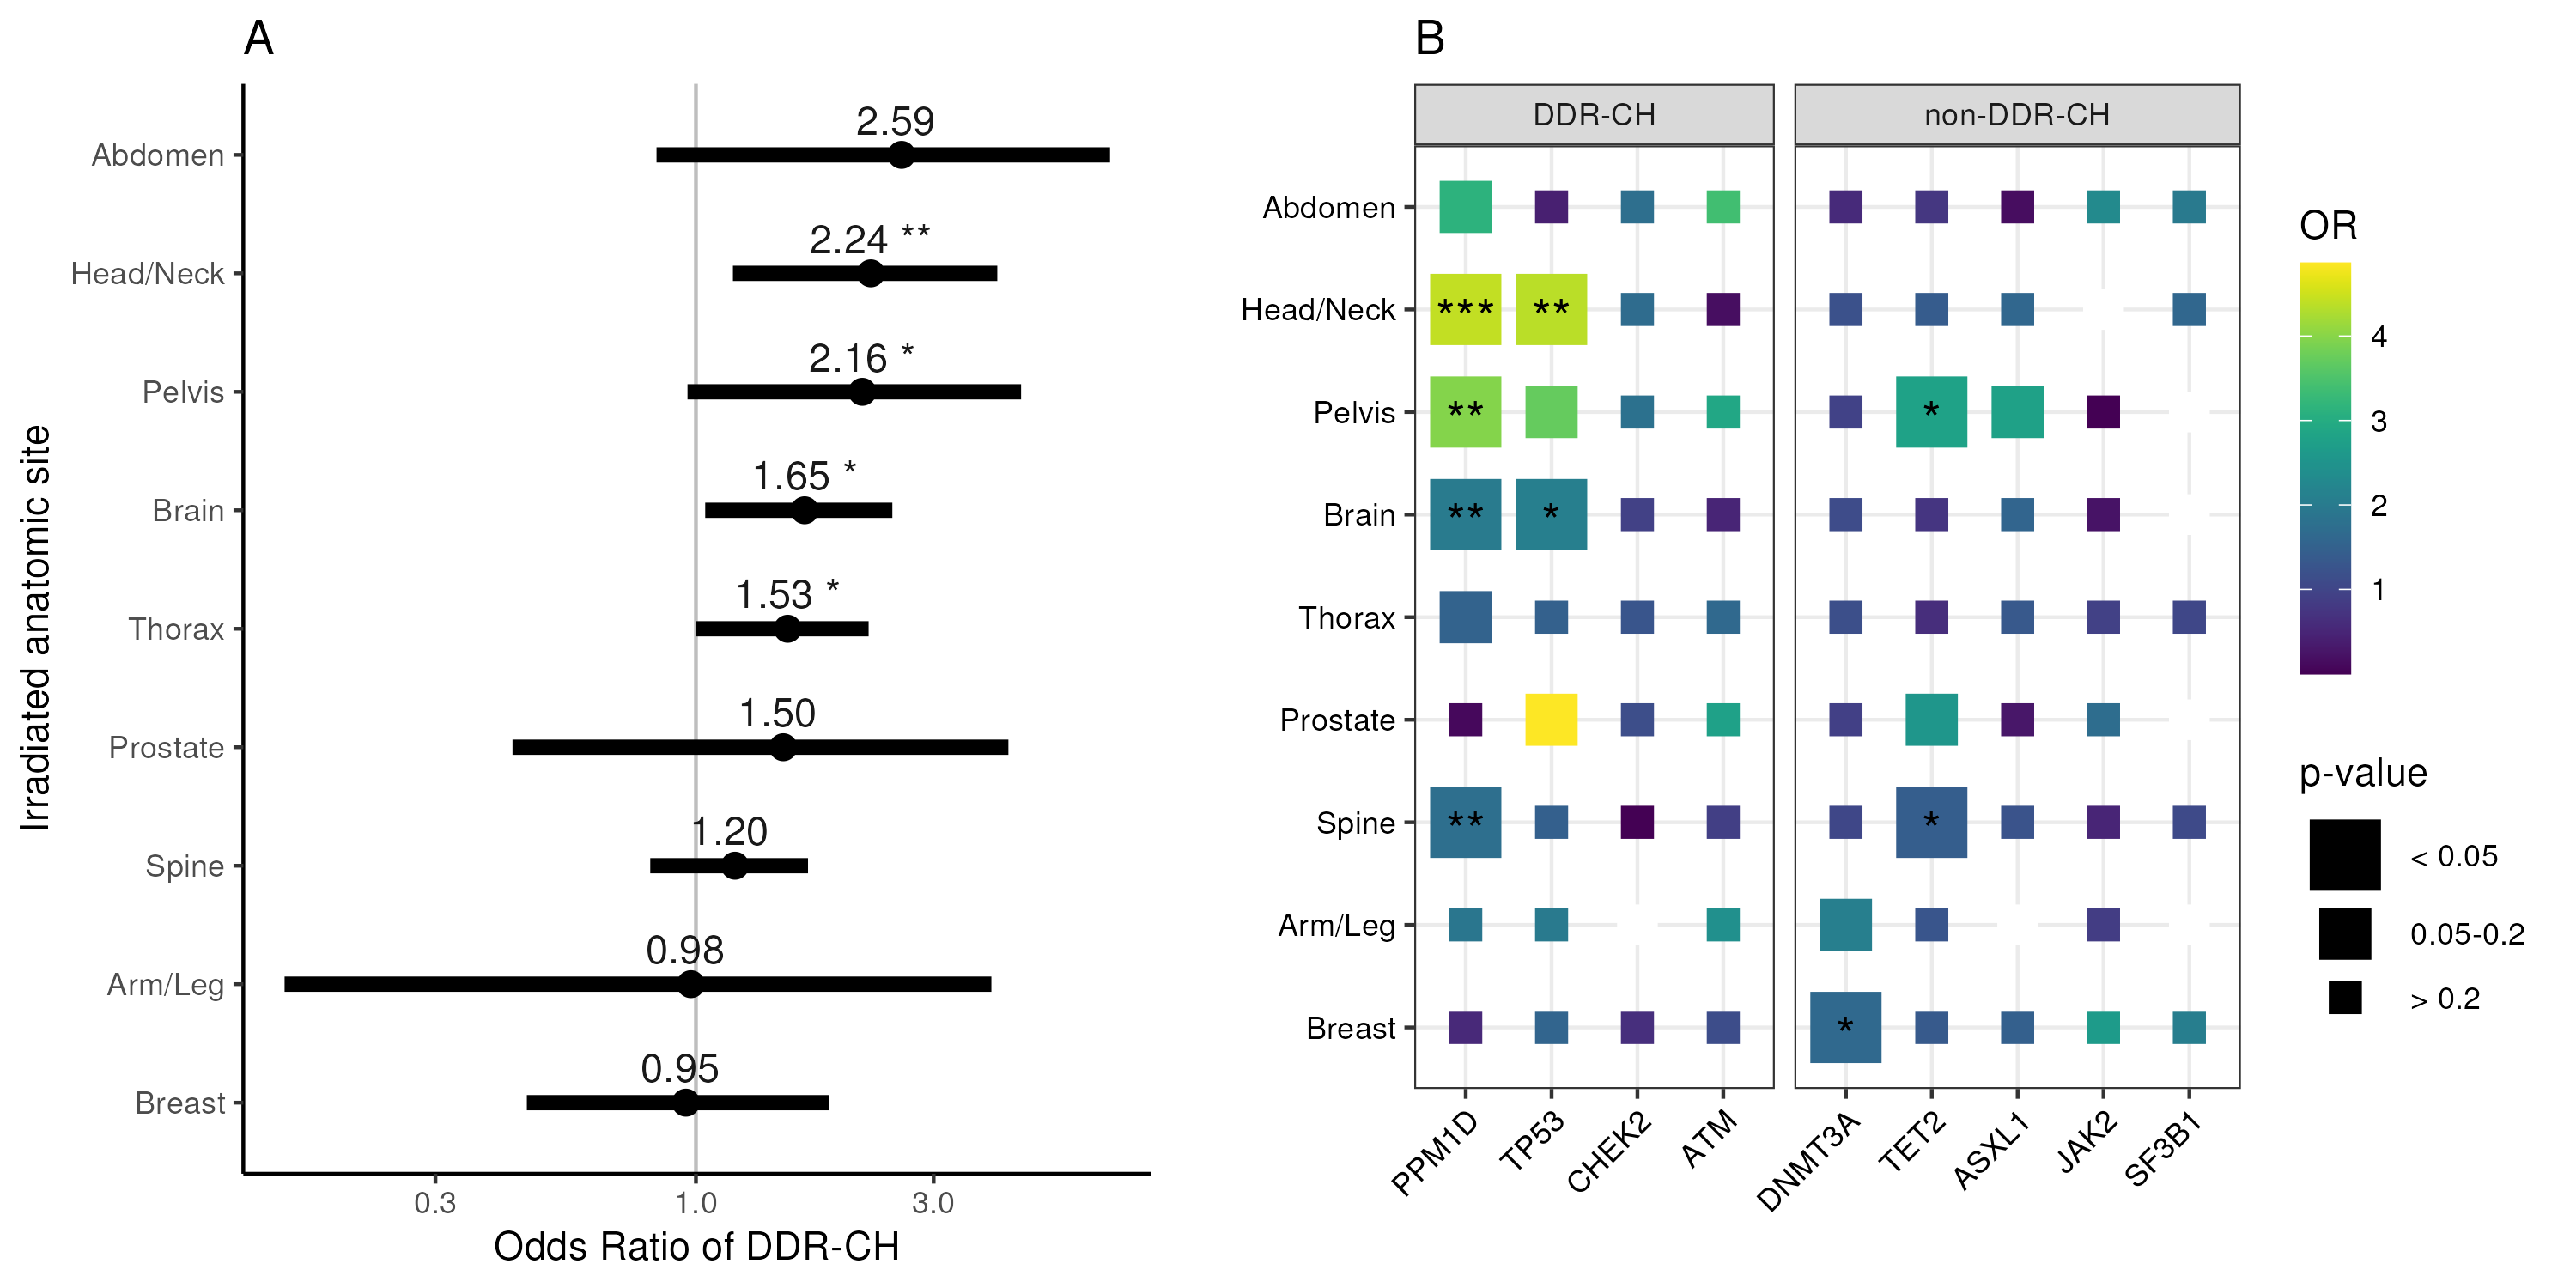 A
2.59
Abdomen
2.24 **
Head/Neck
2.16 *
Pelvis
1.65 *
Brain
1.53 *
Thorax
1.50
Prostate
1.20
Spine
0.98
Arm/Leg
0.95
Breast
Irradiated anatomic site
0.3 1.0 3.0
Odds Ratio of DDR-CH
B
DDR-CH non-DDR-CH
Abdomen
Head/Neck *** **
Pelvis ** *
Brain ** *
Thorax
Prostate
Spine ** *
Arm/Leg
Breast *
PPM1D TP53 CHEK2 ATM DNMT3A TET2 ASXL1 JAK2 SF3B1
OR
4
3
2
1
p-value
< 0.05
0.05-0.2
> 0.2